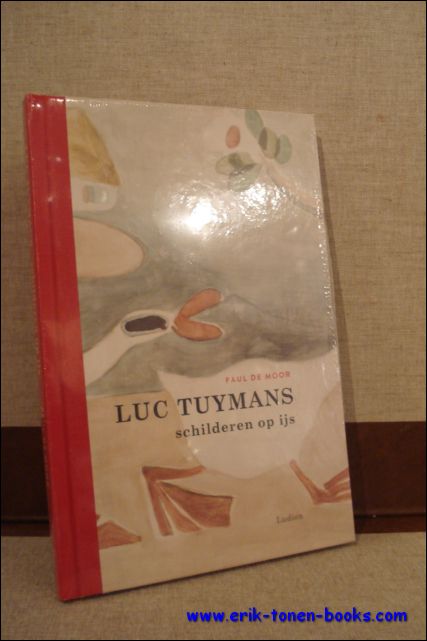 PAUL DE MOOR
LUC TUYMANS
schilderen op ijs
Ludion
www.erik-tonen-books.com